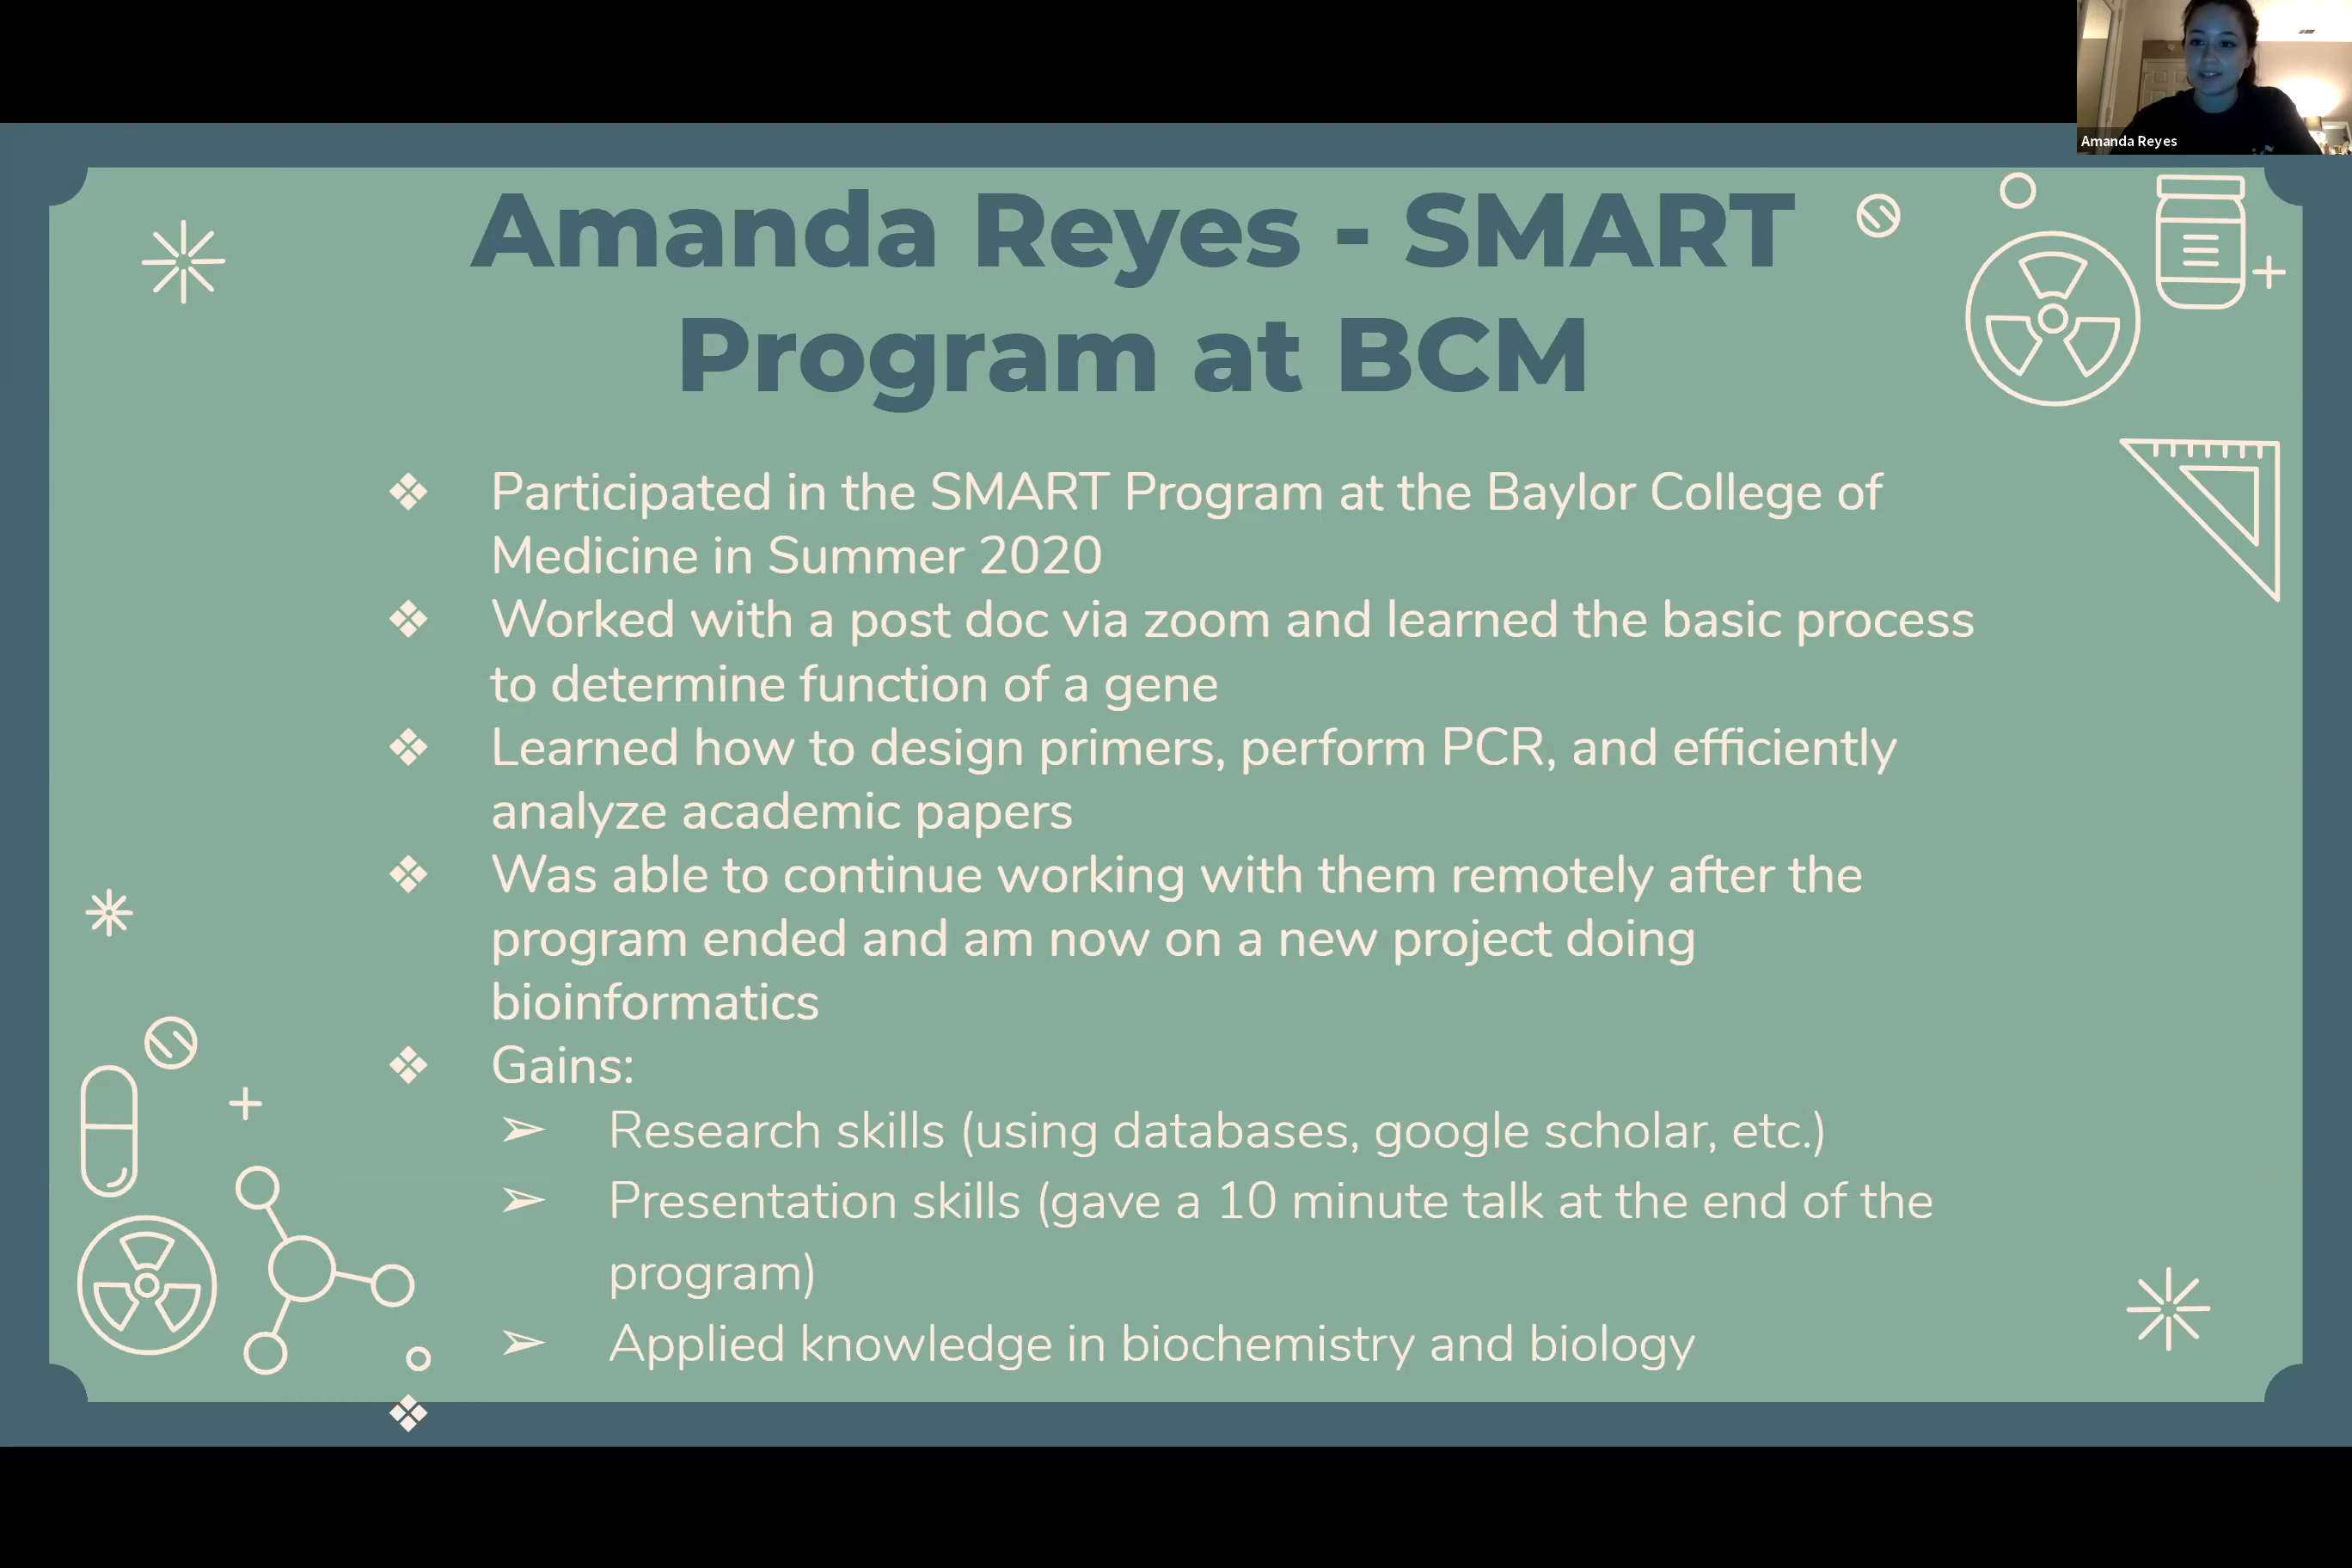 Amanda Reyes
Amanda Reyes - SMART
Program at BCM
❖ Participated in the SMART Program at the Baylor College of
Medicine in Summer 2020
❖ Worked with a post doc via zoom and learned the basic process
to determine function of a gene
❖ Learned how to design primers, perform PCR, and efficiently
analyze academic papers
❖ Was able to continue working with them remotely after the
program ended and am now on a new project doing
bioinformatics
❖ Gains:
➢ Research skills (using databases, google scholar, etc.)
➢ Presentation skills (gave a 10 minute talk at the end of the
program)
➢ Applied knowledge in biochemistry and biology
❖